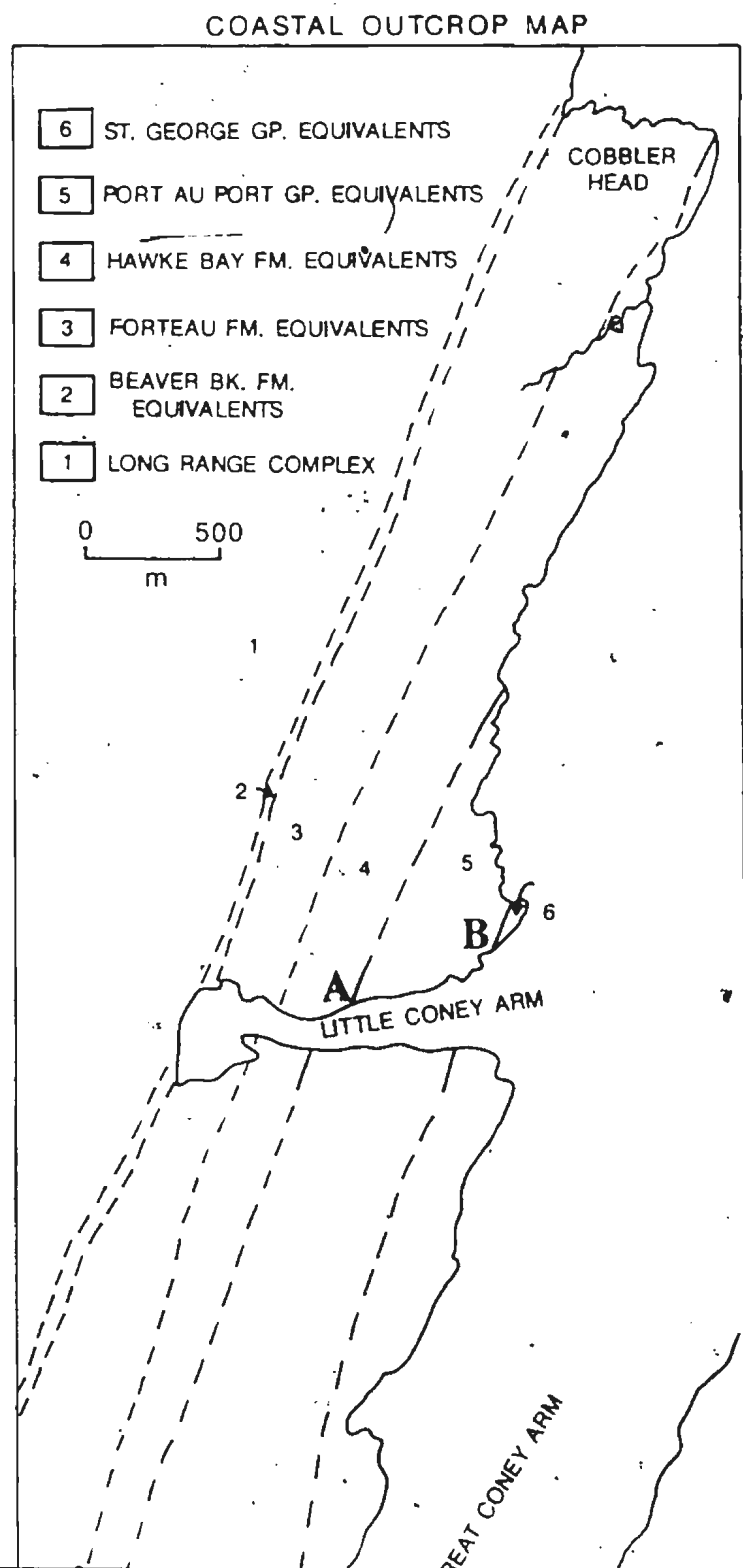 COASTAL OUTCROP MAP
6 ST. GEORGE GP. EQUIVALENTS
5 PORT AU PORT GP. EQUIVALENTS
4 HAWKE BAY FM. EQUIVALENTS
3 FORTEAU FM. EQUIVALENTS
2 BEAVER BK. FM.
EQUIVALENTS
1 LONG RANGE COMPLEX
0 500
m
COBBLER
HEAD
1
2
3
4
5
6
B
A
LITTLE CONEY ARM
REAT CONEY ARM